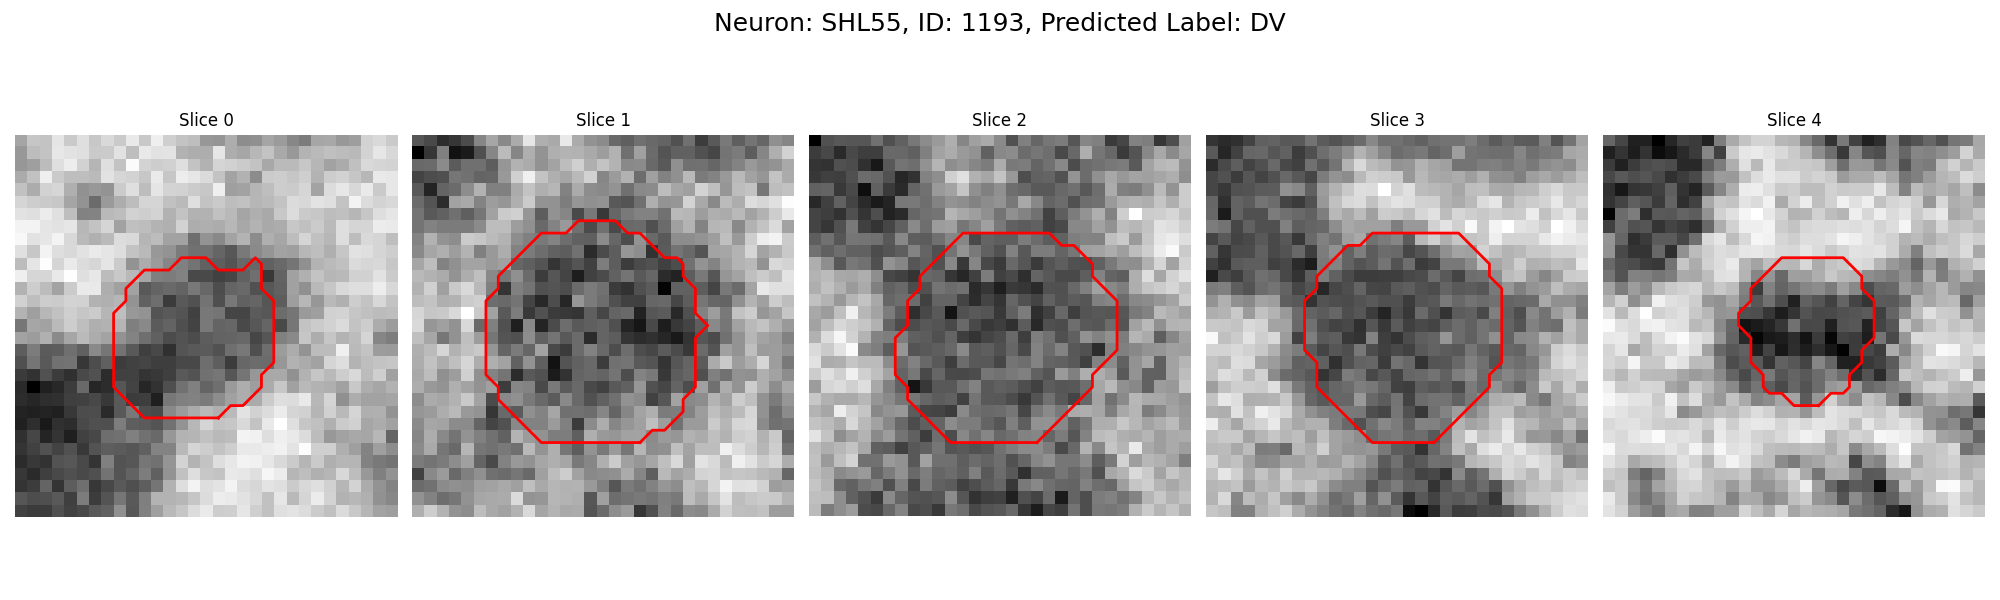 Neuron: SHL55, ID: 1193, Predicted Label: DV
Slice 0
Slice 1
Slice 2
Slice 3
Slice 4